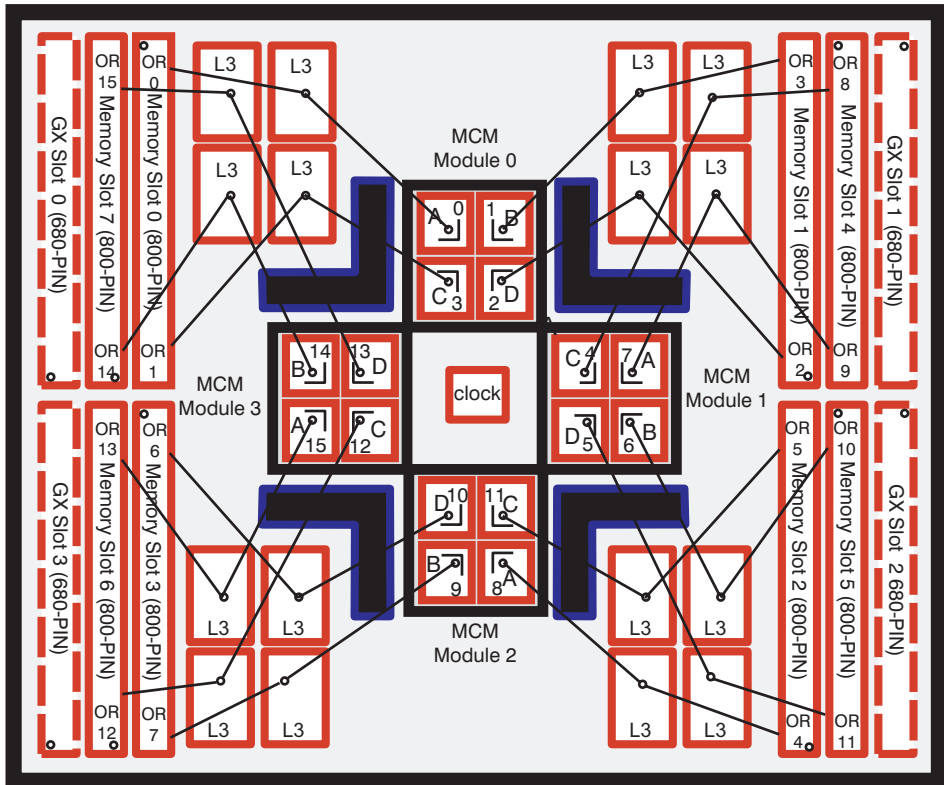 GX Slot 0 (680-PIN)
OR
15
Memory Slot 7 (800-PIN)
OR
14
OR
0
Memory Slot 0 (800-PIN)
OR
1
L3
L3
L3
L3
MCM
Module 0
A
0
1
B
C
3
2
D
L3
L3
L3
L3
OR
3
Memory Slot 1 (800-PIN)
OR
2
OR
8
Memory Slot 4 (800-PIN)
OR
9
GX Slot 1 (680-PIN)
MCM
Module 3
14
B
13
D
A
15
C
12
clock
C
4
7
A
D
5
6
B
MCM
Module 1
GX Slot 3 (680-PIN)
OR
13
Memory Slot 6 (800-PIN)
OR
12
OR
6
Memory Slot 3 (800-PIN)
OR
7
L3
L3
L3
L3
D
10
11
C
B
9
8
A
MCM
Module 2
L3
L3
L3
L3
OR
5
Memory Slot 2 (800-PIN)
OR
4
OR
10
Memory Slot 5 (800-PIN)
OR
11
GX Slot 2 680-PIN)